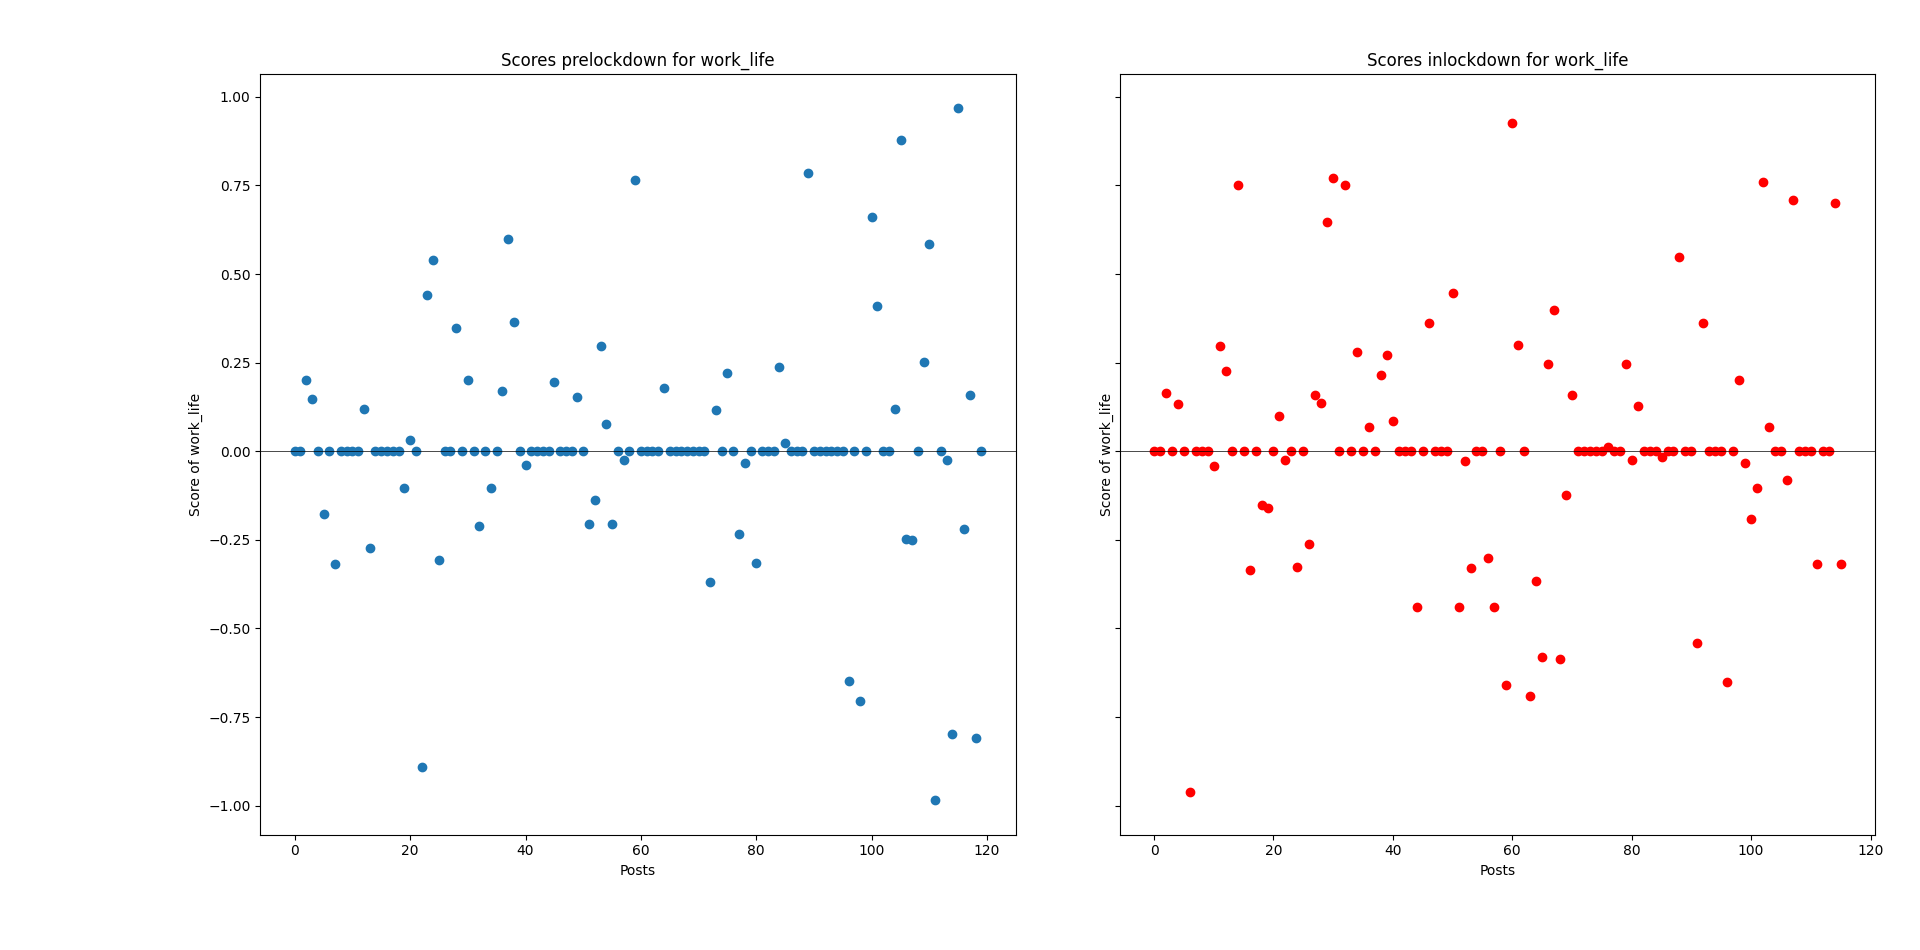 Scores prelockdown for work_life
Scores inlockdown for work_life
1.00
0.75
0.50
0.25
0.00
−0.25
−0.50
−0.75
−1.00
Score of work_life
Score of work_life
0 20 40 60 80 100 120
0 20 40 60 80 100 120
Posts
Posts